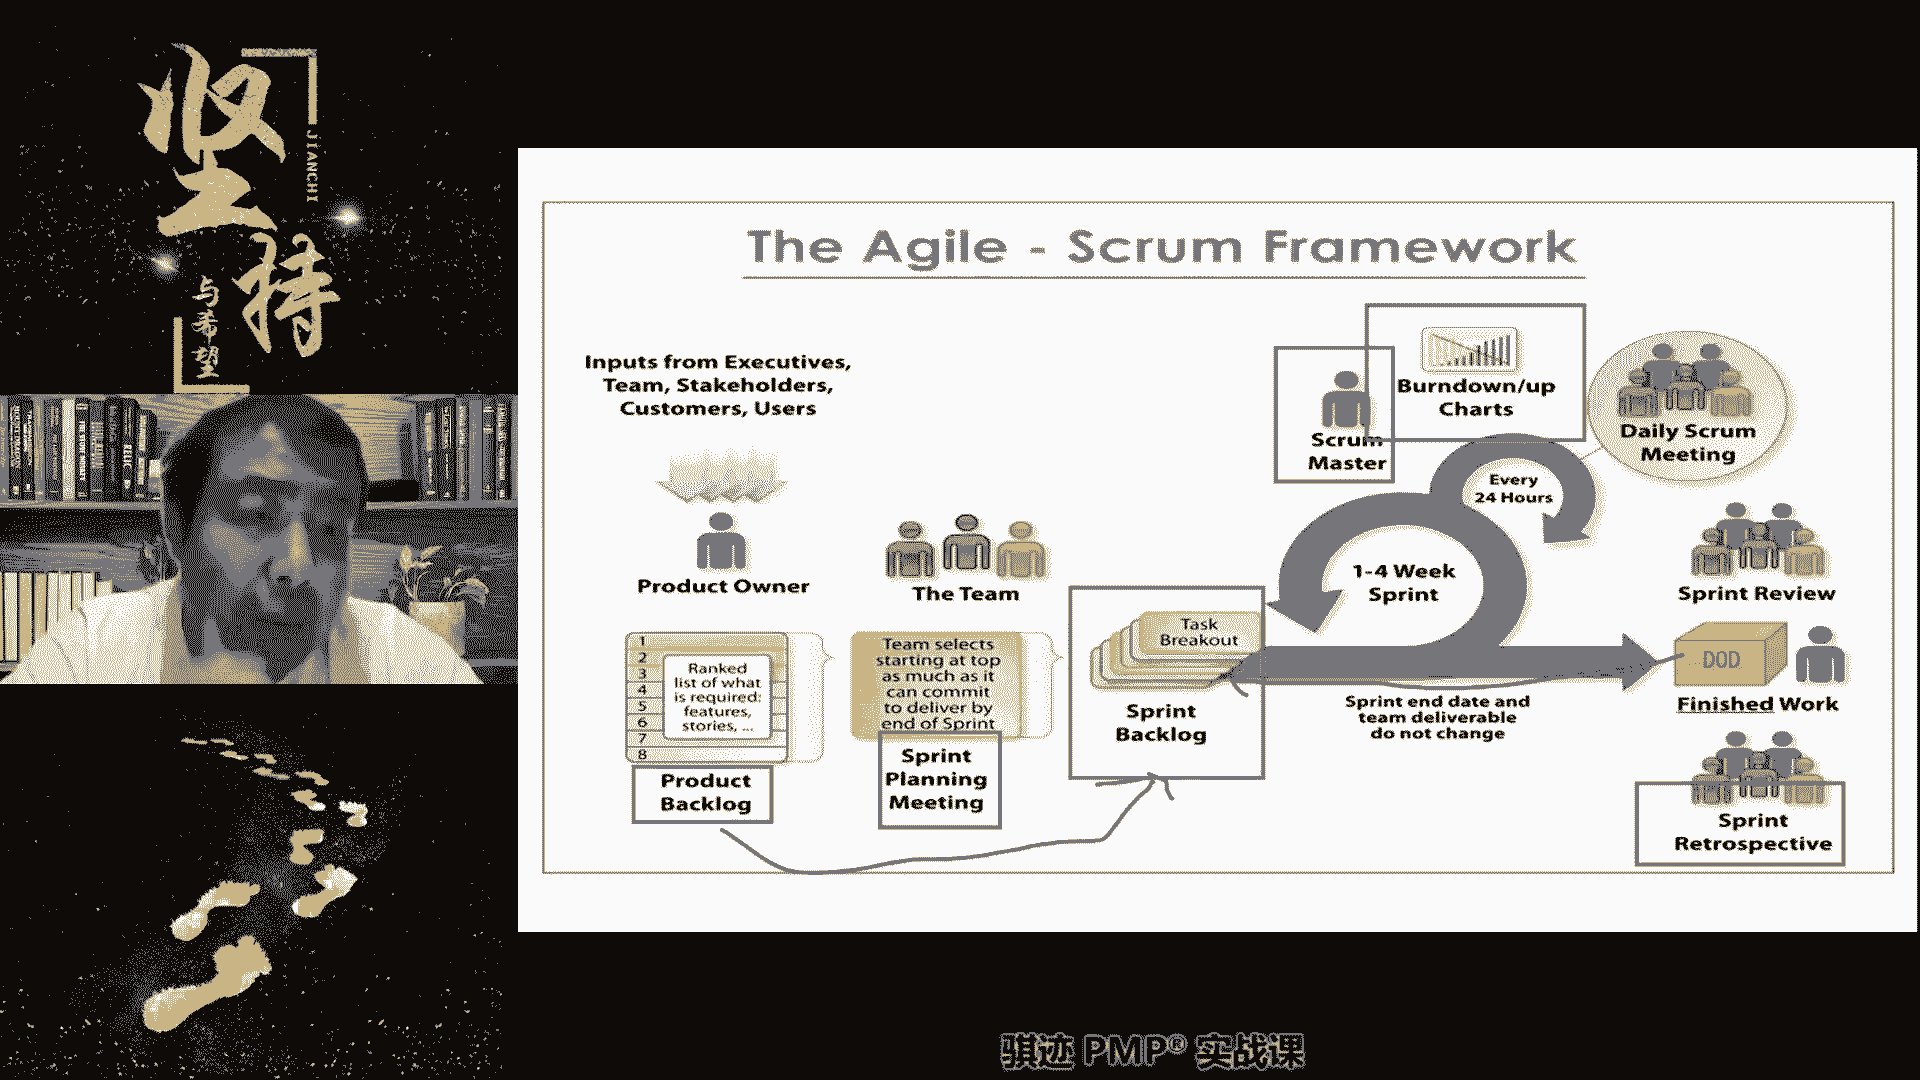 坚持
JIANCHI
与希望
The Agile - Scrum Framework
Inputs from Executives,
Team, Stakeholders,
Customers, Users
Product Owner
The Team
1
2
3
4
5
6
7
8
Ranked
list of what
is required:
features,
stories, ...
Product
Backlog
Team selects
starting at top
as much as it
can commit
to deliver by
end of Sprint
Sprint
Planning
Meeting
Task
Breakout
Sprint
Backlog
Scrum
Master
Burndown/up
Charts
Every
24 Hours
1-4 Week
Sprint
Sprint end date and
team deliverable
do not change
Daily Scrum
Meeting
Sprint Review
DOD
Finished Work
Sprint
Retrospective
骐迹 PMP® 实战课